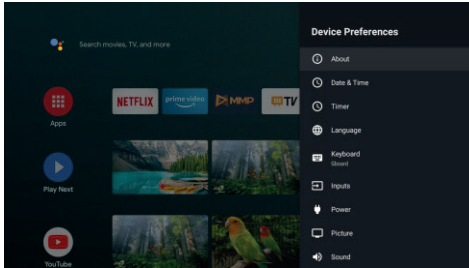 Search movies, TV, and more
Apps
NETFLIX
prime video
MMP
TV
Play Next
YouTube
Device Preferences
About
Date & Time
Timer
Language
Keyboard
Gboard
Inputs
Power
Picture
Sound